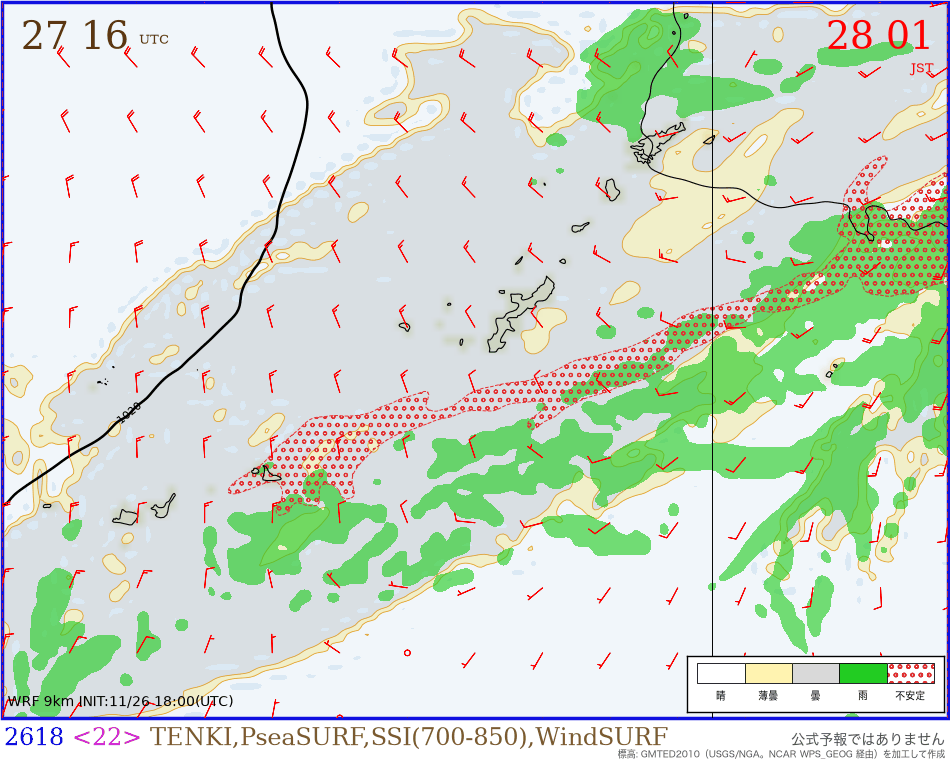 27 16 UTC
28 01
JST
1020
WRF 9km INIT:11/26 18:00(UTC)
晴 薄曇 曇 雨 不安定
2618 <22> TENKI,PseaSURF,SSI(700-850),WindSURF
公式予報ではありません
標高: GMTED2010（USGS/NGA。NCAR WPS_GEOG 経由）を加工して作成